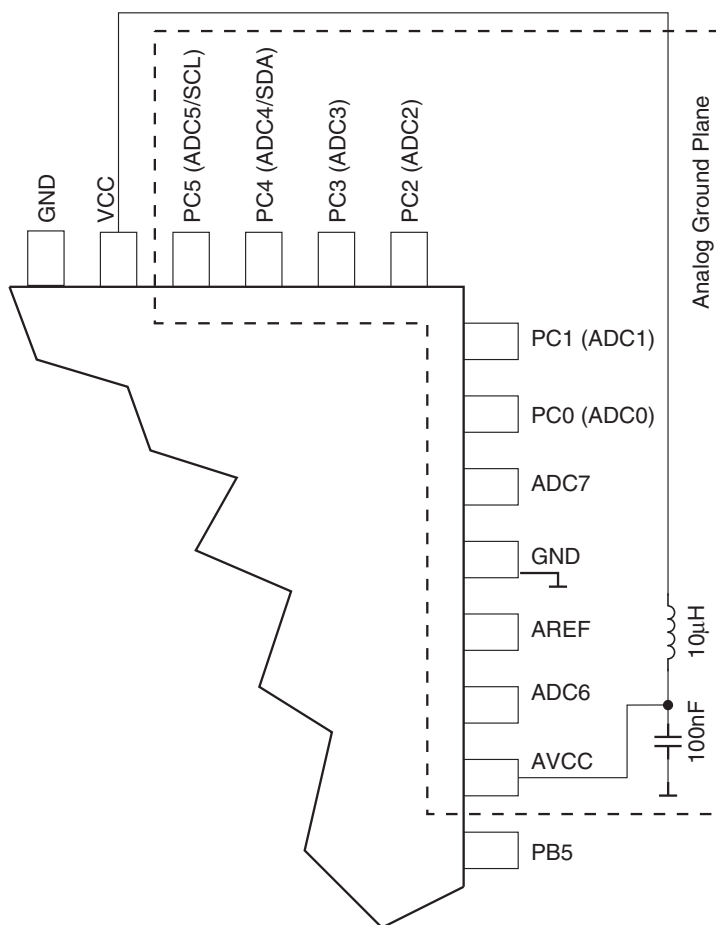 GND
VCC
PC5 (ADC5/SCL)
PC4 (ADC4/SDA)
PC3 (ADC3)
PC2 (ADC2)
Analog Ground Plane
PC1 (ADC1)
PC0 (ADC0)
ADC7
GND
AREF
ADC6
AVCC
PB5
10μH
100nF